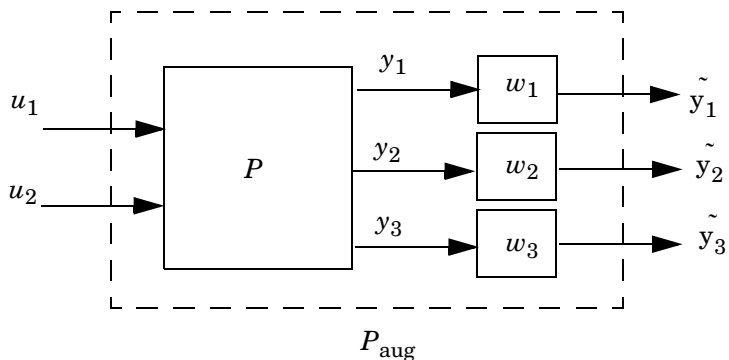 y₁
w₁
u₁
ỹ₁
y₂
P
w₂
ỹ₂
u₂
y₃
w₃
ỹ₃
P_aug